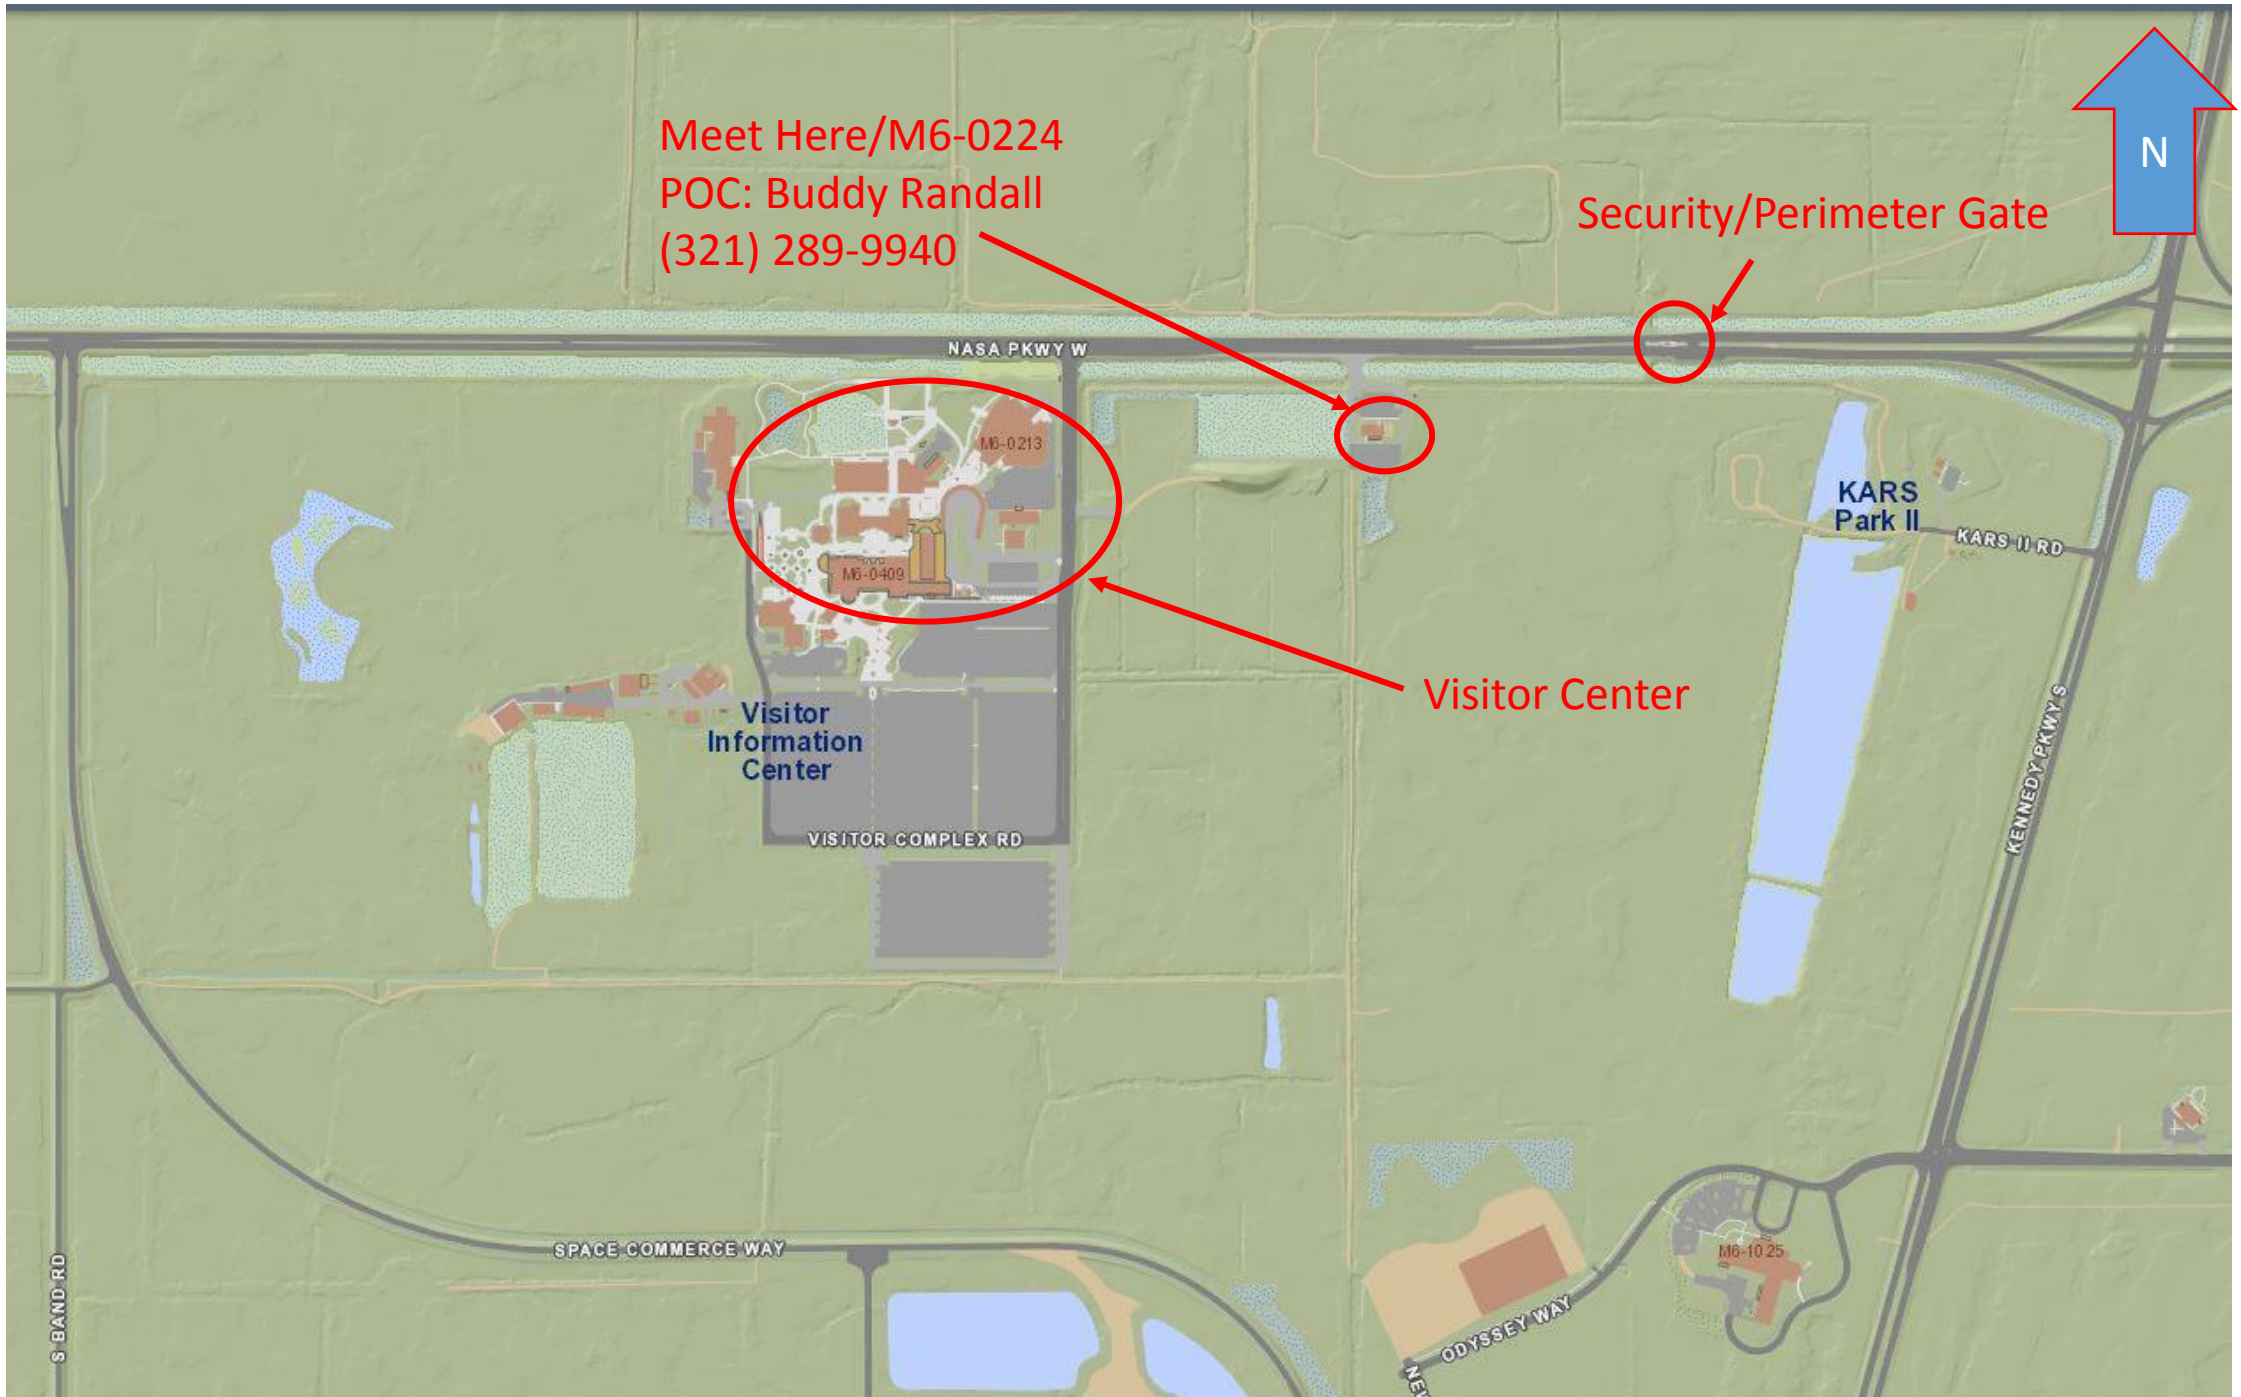 Meet Here/M6-0224
POC: Buddy Randall
(321) 289-9940
Security/Perimeter Gate
N
NASA PKWY W
M6-0213
M6-0409
KARS
Park II
KARS II RD
Visitor Center
Visitor
Information
Center
VISITOR COMPLEX RD
KENNEDY PKWY S
SPACE COMMERCE WAY
S BAND RD
M6-1025
ODYSSEY WAY
NEW